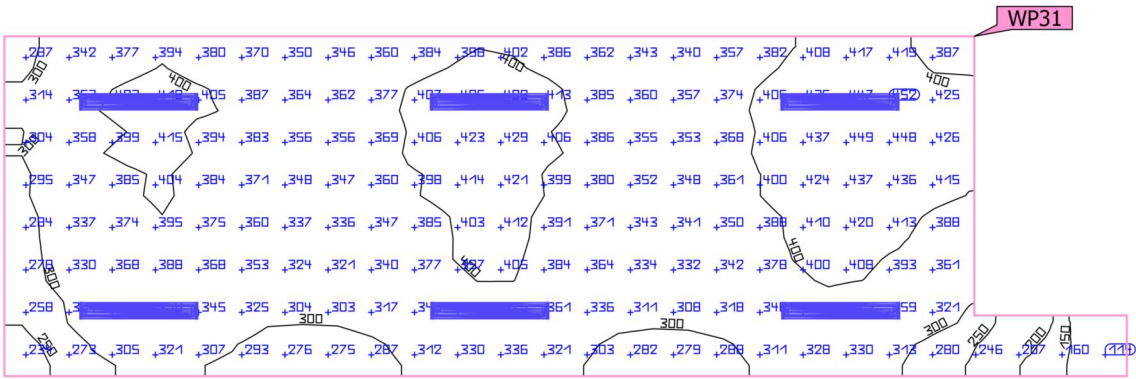 WP31
+287 +342 +377 +394 +380 +370 +350 +346 +360 +384 +398 +402 +386 +362 +343 +340 +357 +382 +408 +417 +419 +387
300 400 400 400
+314 +405 +387 +364 +362 +377 +413 +385 +360 +357 +374 +452 +425
+304 +358 +399 +415 +394 +383 +356 +356 +369 +406 +423 +429 +406 +386 +355 +353 +368 +406 +437 +449 +448 +426
300
+295 +347 +385 +404 +384 +371 +348 +347 +360 +398 +414 +421 +399 +380 +352 +348 +361 +400 +424 +437 +436 +415
+284 +337 +374 +395 +375 +360 +337 +336 +347 +385 +403 +412 +391 +371 +343 +341 +350 +388 +410 +420 +413 +388
400
+278 +330 +368 +388 +368 +353 +324 +321 +340 +377 +397 +405 +384 +364 +334 +332 +342 +378 +400 +408 +393 +361
300 400
+258 +345 +325 +304 +303 +317 +361 +336 +311 +308 +318 +321
300 300 300 250 200 150
+273 +305 +321 +307 +293 +276 +275 +287 +312 +330 +336 +321 +303 +282 +279 +288 +311 +328 +330 +313 +280 +246 +207 +160 +114
250